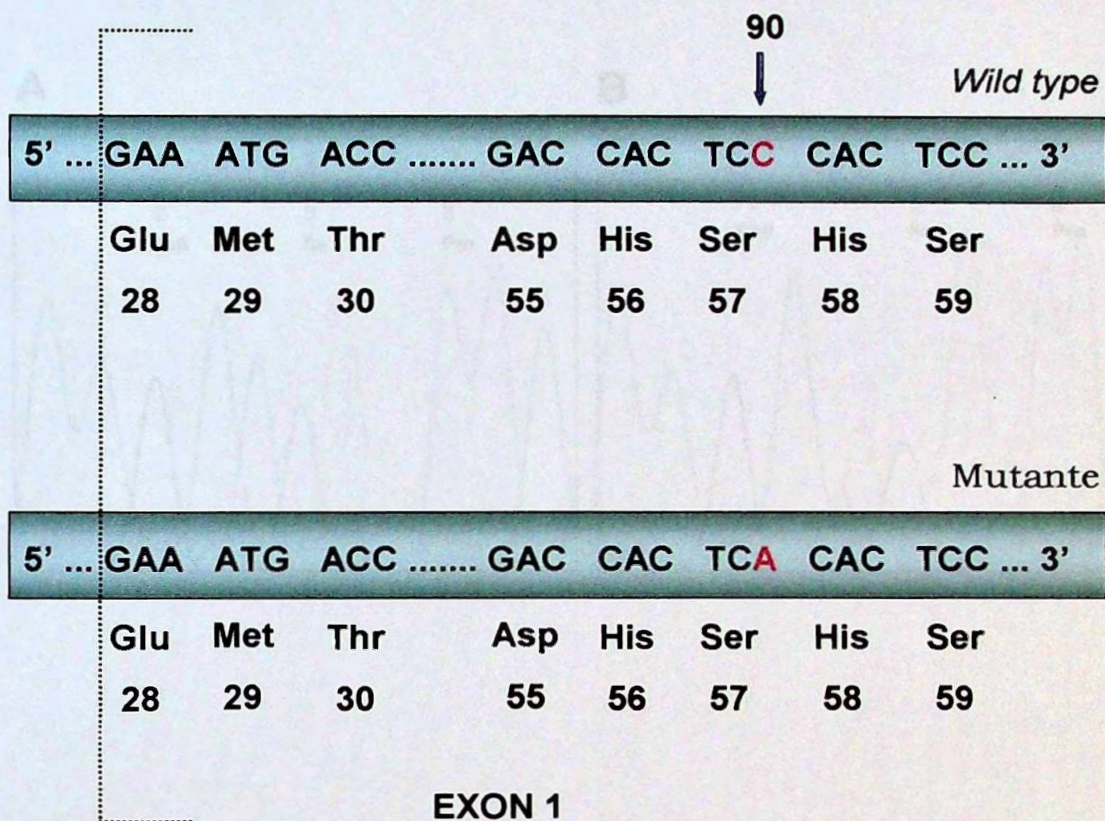 90
Wild type
5' ... GAA ATG ACC ....... GAC CAC TCC CAC TCC ... 3'
Glu Met Thr Asp His Ser His Ser
28 29 30 55 56 57 58 59
Mutante
5' ... GAA ATG ACC ....... GAC CAC TCA CAC TCC ... 3'
Glu Met Thr Asp His Ser His Ser
28 29 30 55 56 57 58 59
EXON 1
A
B